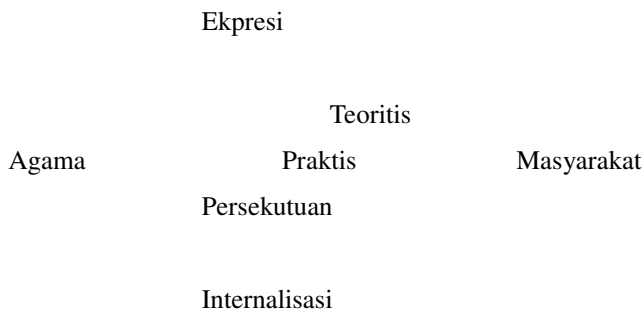 Ekpresi
Teoritis
Agama Praktis Masyarakat
Persekutuan
Internalisasi